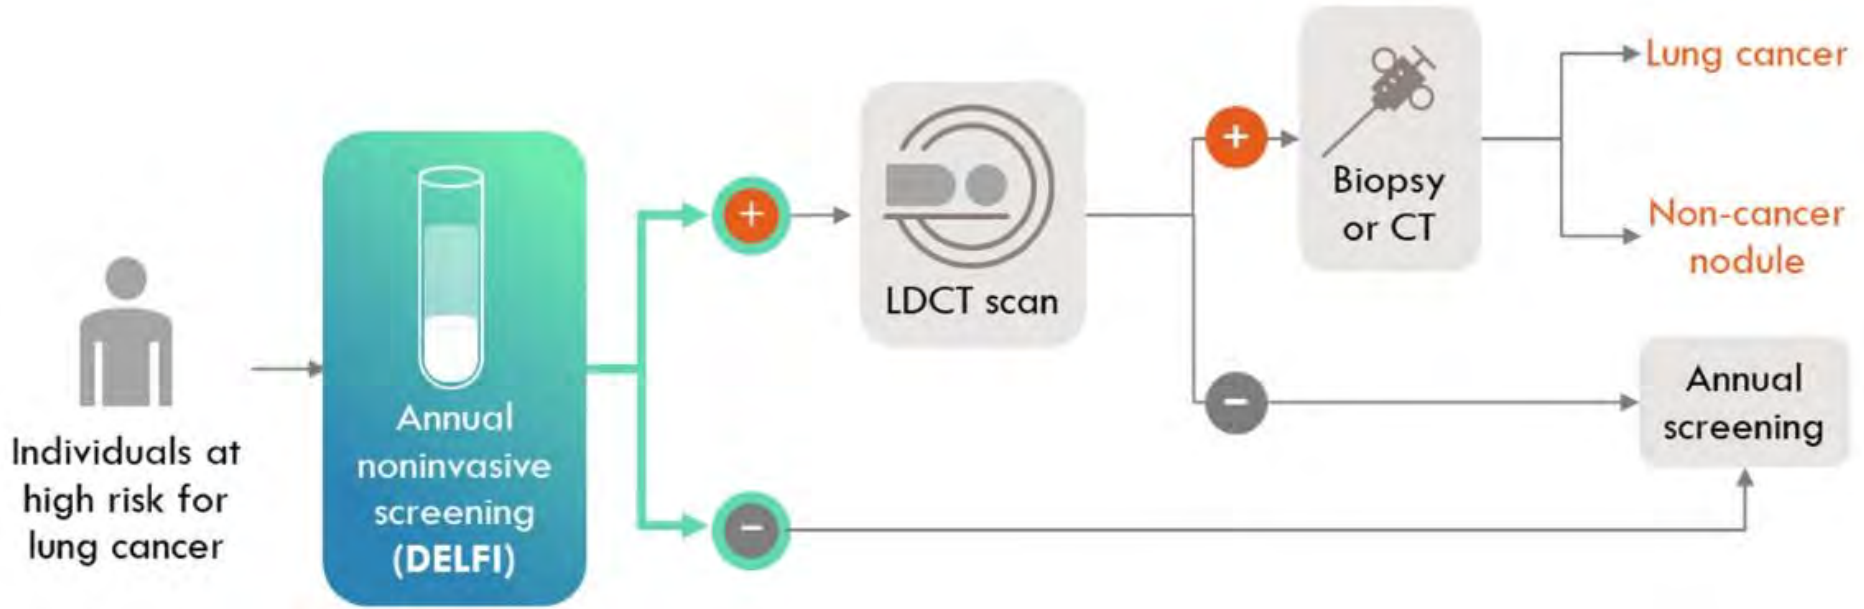 Individuals at
high risk for
lung cancer
Annual
noninvasive
screening
(DELFI)
+
−
LDCT scan
+
−
Biopsy
or CT
Lung cancer
Non-cancer
nodule
Annual
screening